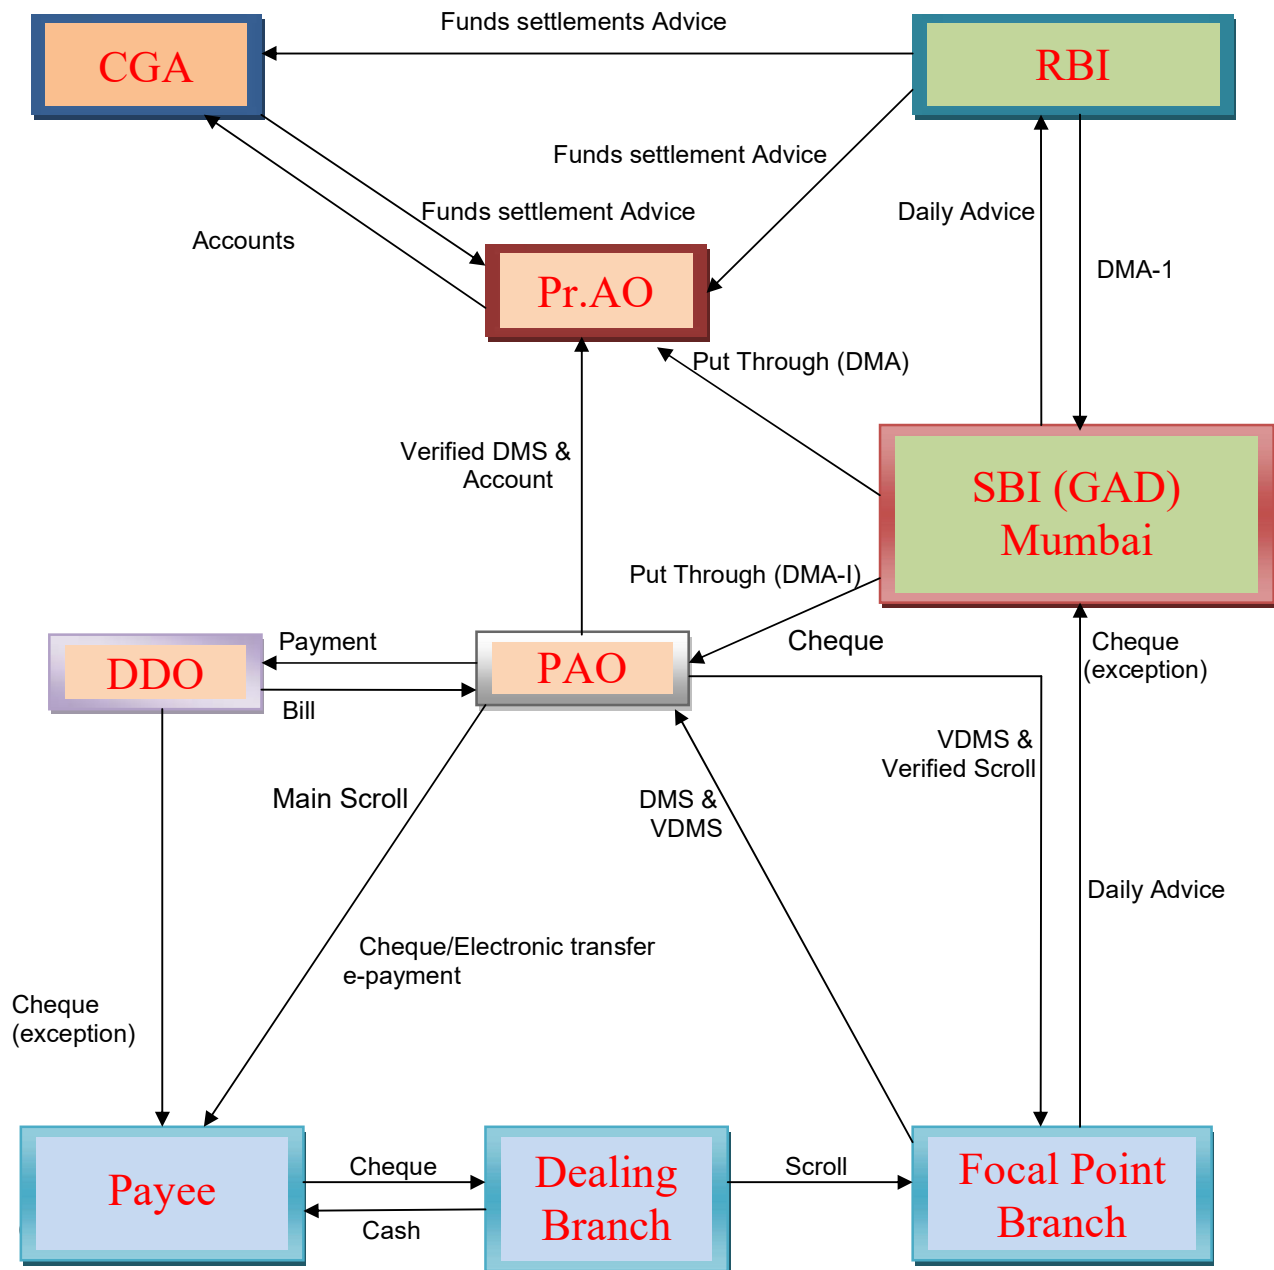 Funds settlements Advice
CGA
RBI
Funds settlement Advice
Funds settlement Advice
Daily Advice
Accounts
DMA-1
Pr.AO
Put Through (DMA)
Verified DMS &
Account
SBI (GAD)
Mumbai
Put Through (DMA-I)
Payment
Cheque
Cheque
(exception)
DDO
PAO
Bill
VDMS &
Verified Scroll
Main Scroll
DMS &
VDMS
Daily Advice
Cheque/Electronic transfer
e-payment
Cheque
(exception)
Payee
Cheque
Cash
Dealing
Branch
Scroll
Focal Point
Branch